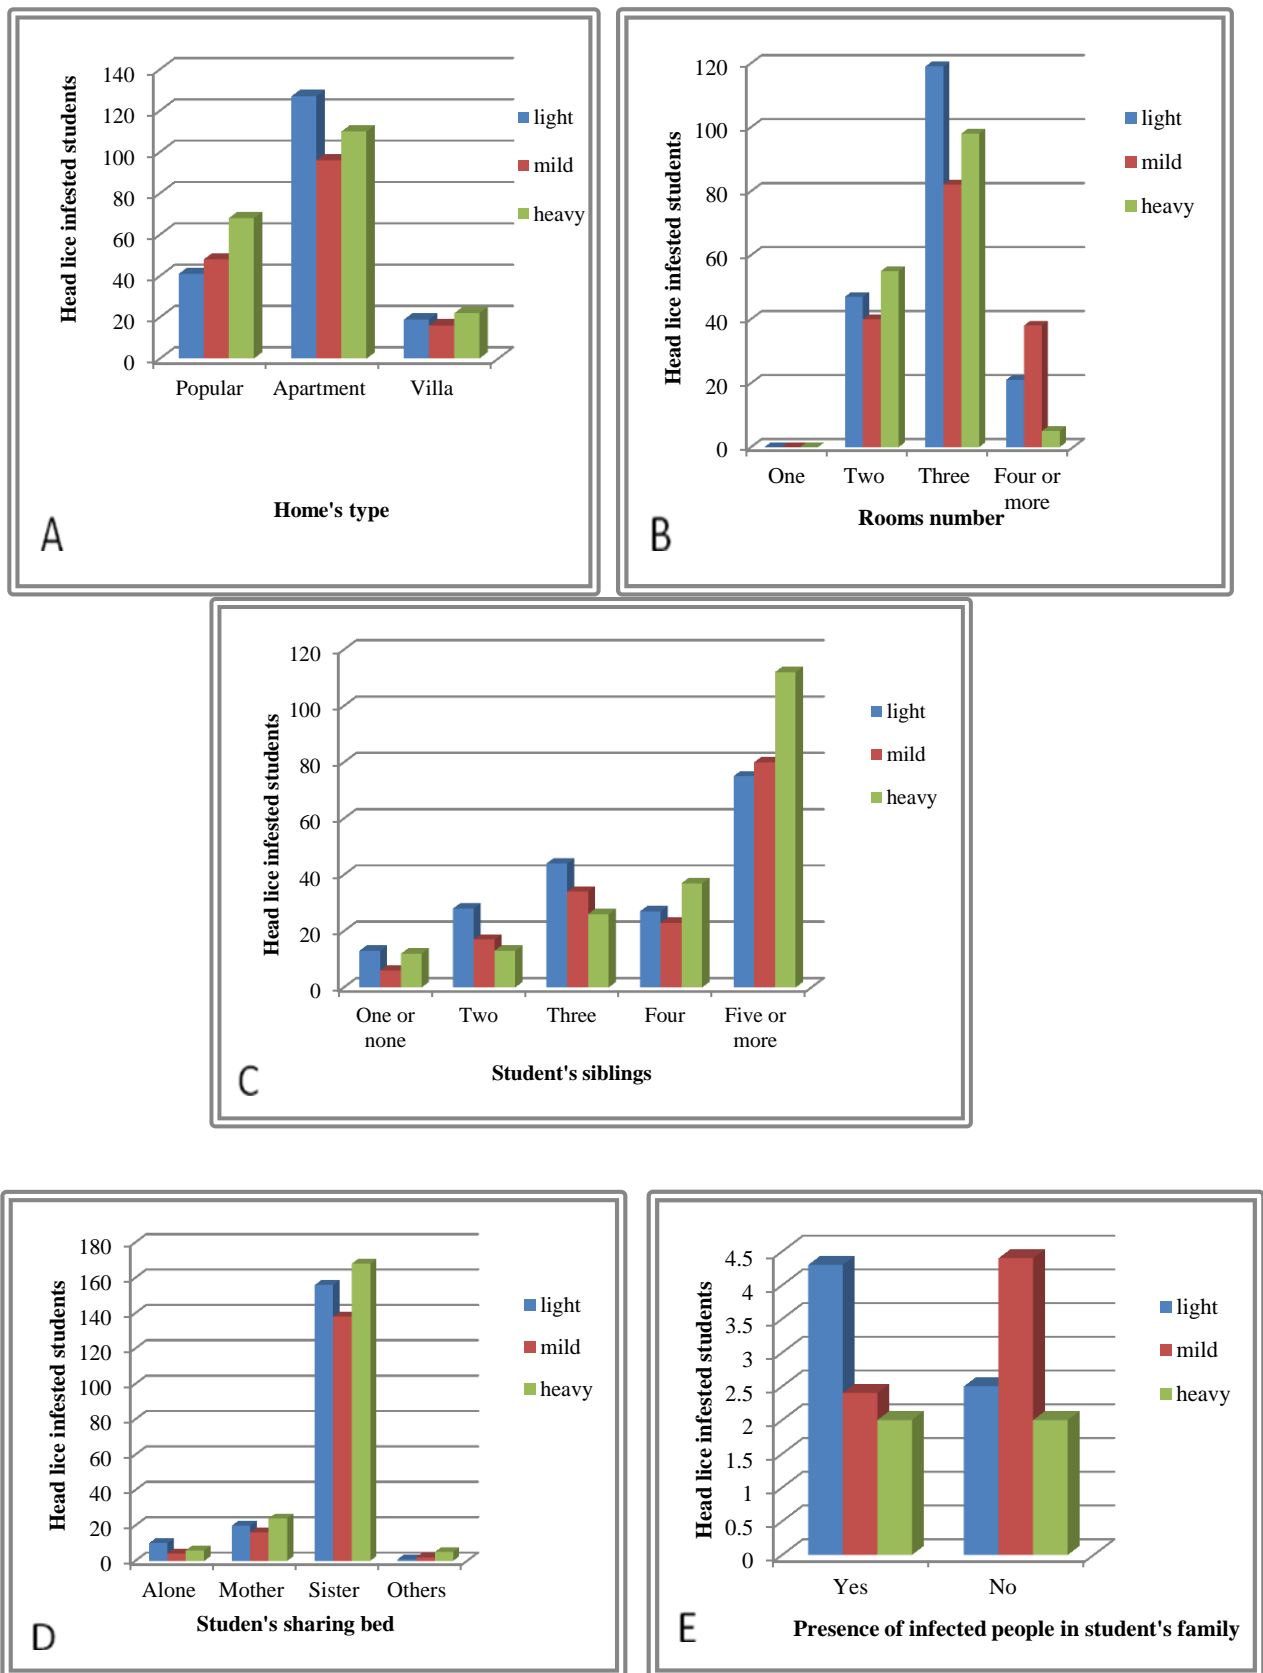 Head lice infested students
140
120
100
80
60
40
20
0
Popular
Apartment
Villa
light
mild
heavy
Home's type
A
Head lice infested students
120
100
80
60
40
20
0
One
Two
Three
Four or
more
light
mild
heavy
Rooms number
B
Head lice infested students
120
100
80
60
40
20
0
One or
none
Two
Three
Four
Five or
more
light
mild
heavy
Student's siblings
C
Head lice infested students
180
160
140
120
100
80
60
40
20
0
Alone
Mother
Sister
Others
light
mild
heavy
Studen's sharing bed
D
Head lice infested students
4.5
4
3.5
3
2.5
2
1.5
1
0.5
0
Yes
No
light
mild
heavy
Presence of infected people in student's family
E